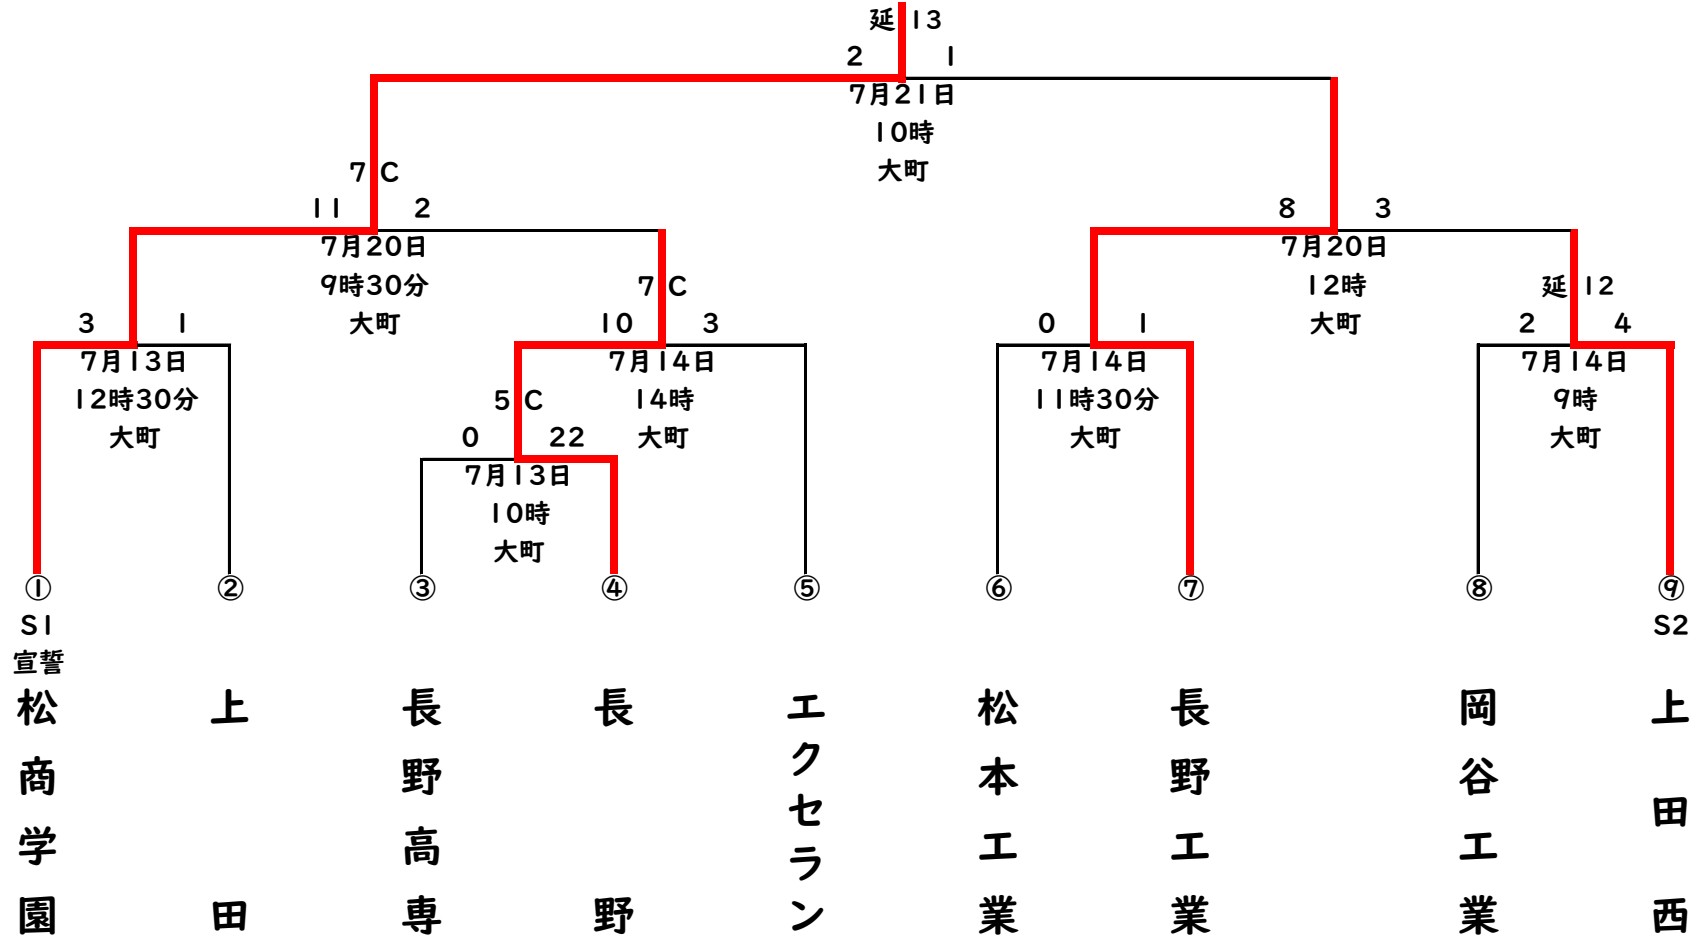 延 13
2 1
7月21日
10時
大町
7 C
11 2
7月20日
9時30分
大町
8 3
7月20日
12時
大町
3 1
7月13日
12時30分
大町
7 C
10 3
7月14日
14時
大町
5 C
0 22
7月13日
10時
大町
0 1
7月14日
11時30分
大町
延 12
2 4
7月14日
9時
大町
① ② ③ ④ ⑤ ⑥ ⑦ ⑧ ⑨
S1
宣誓
S2
松商学園
上田
長野高専
長野
エクセラン
松本工業
長野工業
岡谷工業
上田西